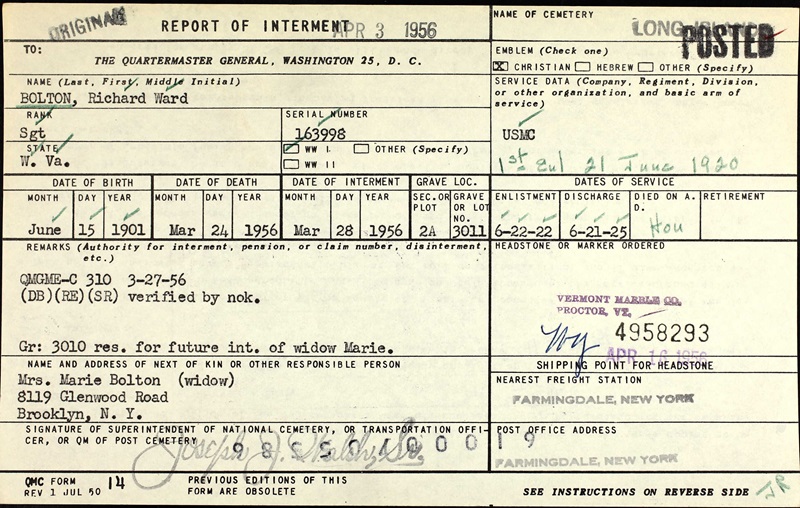 ORIGINAL
REPORT OF INTERMENT
APR 3 1956
NAME OF CEMETERY
LONG ISLAND
POSTED
TO:
THE QUARTERMASTER GENERAL, WASHINGTON 25, D. C.
EMBLEM (Check one)
X CHRISTIAN HEBREW OTHER (Specify)
NAME (Last, First, Middle Initial)
BOLTON, Richard Ward
SERVICE DATA (Company, Regiment, Division,
or other organization, and basic arm of
service)
USMC
1st Enl 21 June 1920
RANK
Sgt
SERIAL NUMBER
163998
STATE
W. Va.
WW I OTHER (Specify)
WW II
DATE OF BIRTH DATE OF DEATH DATE OF INTERMENT GRAVE LOC. DATES OF SERVICE
MONTH DAY YEAR MONTH DAY YEAR MONTH DAY YEAR SEC. OR PLOT GRAVE OR LOT NO. ENLISTMENT DISCHARGE DIED ON A. D. RETIREMENT
June 15 1901 Mar 24 1956 Mar 28 1956 2A 3011 6-22-22 6-21-25 Hon
REMARKS (Authority for interment, pension, or claim number, disinterment,
etc.)
QMGME-C 310 3-27-56
(DB)(RE)(SR) verified by nok.
Gr: 3010 res. for future int. of widow Marie.
HEADSTONE OR MARKER ORDERED
VERMONT MARBLE CO.
PROCTOR, VT.
4958293
APR 16 1956
SHIPPING POINT FOR HEADSTONE
NAME AND ADDRESS OF NEXT OF KIN OR OTHER RESPONSIBLE PERSON
Mrs. Marie Bolton (widow)
8119 Glenwood Road
Brooklyn, N. Y.
NEAREST FREIGHT STATION
FARMINGDALE, NEW YORK
SIGNATURE OF SUPERINTENDENT OF NATIONAL CEMETERY, OR TRANSPORTATION OFFI-
CER, OR QM OF POST CEMETERY
POST OFFICE ADDRESS
FARMINGDALE, NEW YORK
QMC FORM
REV 1 JUL 50 14
PREVIOUS EDITIONS OF THIS
FORM ARE OBSOLETE
SEE INSTRUCTIONS ON REVERSE SIDE
JR